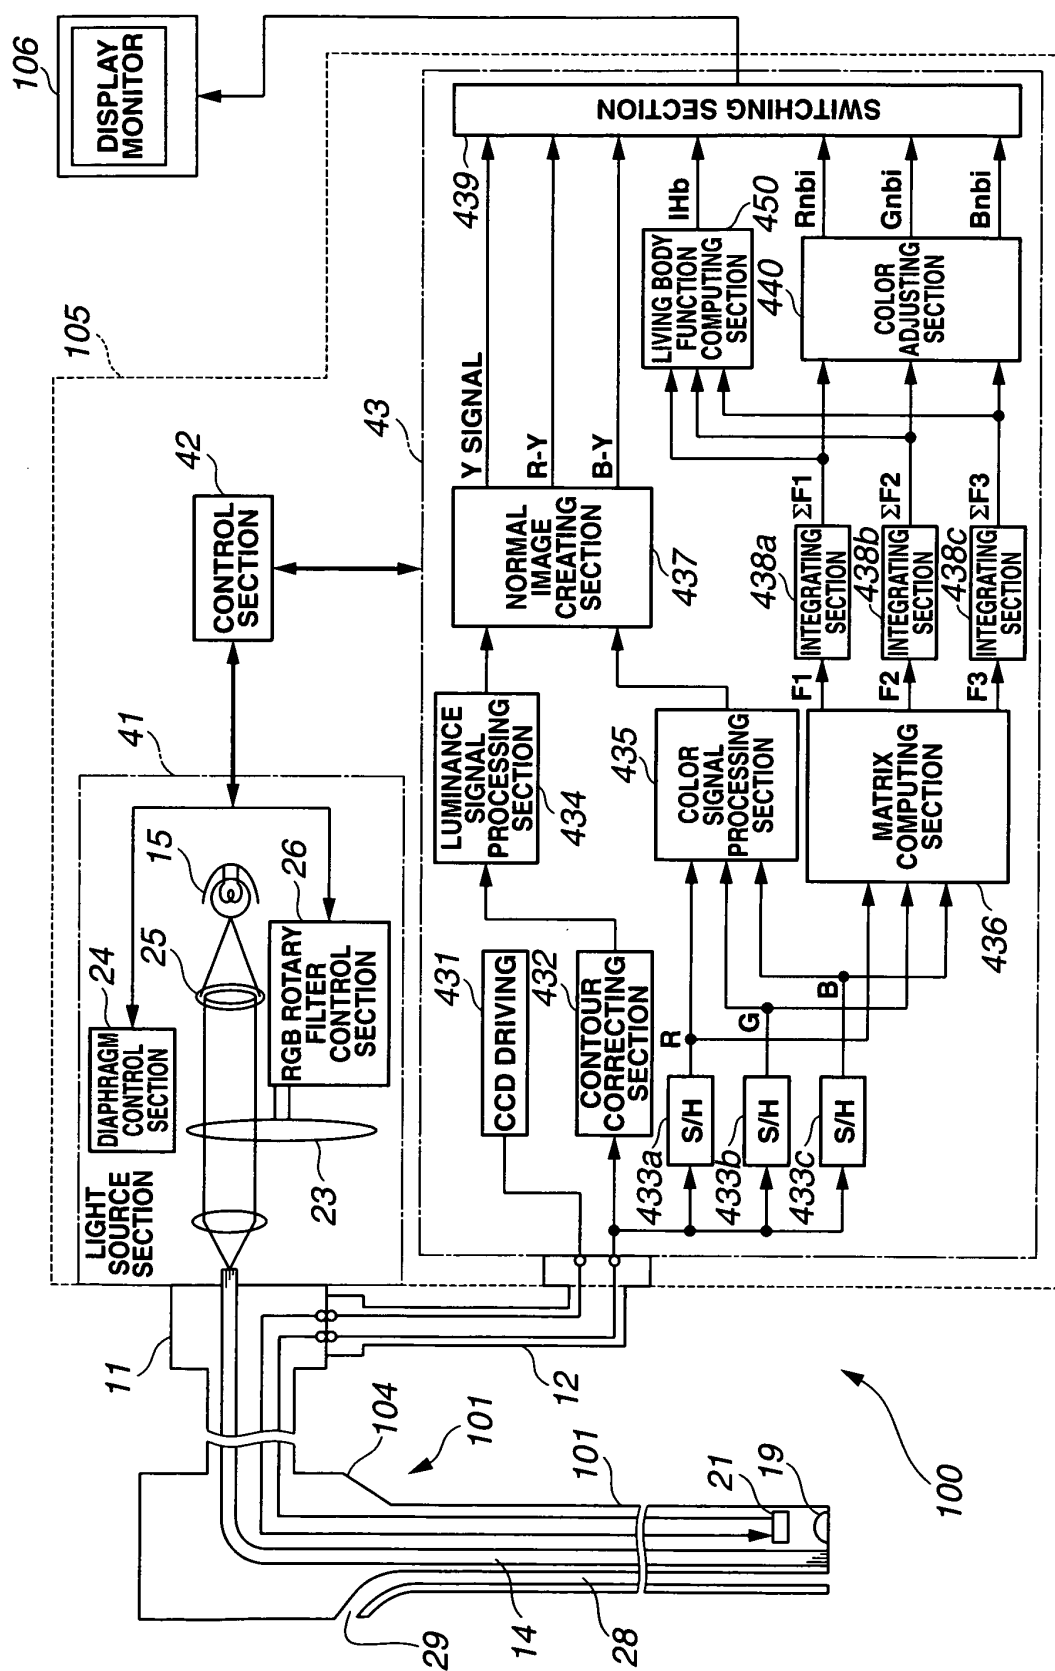 106
DISPLAY
MONITOR
105
42
CONTROL
SECTION
41
LIGHT
SOURCE
SECTION
24
DIAPHRAGM
CONTROL
SECTION
25
15
26
RGB ROTARY
FILTER
CONTROL
SECTION
23
43
431
CCD DRIVING
432
CONTOUR
CORRECTING
SECTION
LUMINANCE
SIGNAL
PROCESSING
SECTION
434
NORMAL
IMAGE
CREATING
SECTION
437
Y SIGNAL
R-Y
B-Y
439
SWITCHING SECTION
433a
S/H
R
433b
S/H
G
433c
S/H
B
435
COLOR
SIGNAL
PROCESSING
SECTION
MATRIX
COMPUTING
SECTION
436
F1
F2
F3
438a
INTEGRATING
SECTION
438b
INTEGRATING
SECTION
438c
INTEGRATING
SECTION
ΣF1
ΣF2
ΣF3
LIVING BODY
FUNCTION
COMPUTING
SECTION
450
IHb
440
COLOR
ADJUSTING
SECTION
Rnbi
Gnbi
Bnbi
11
12
104
101
101
21
19
100
29
14
28